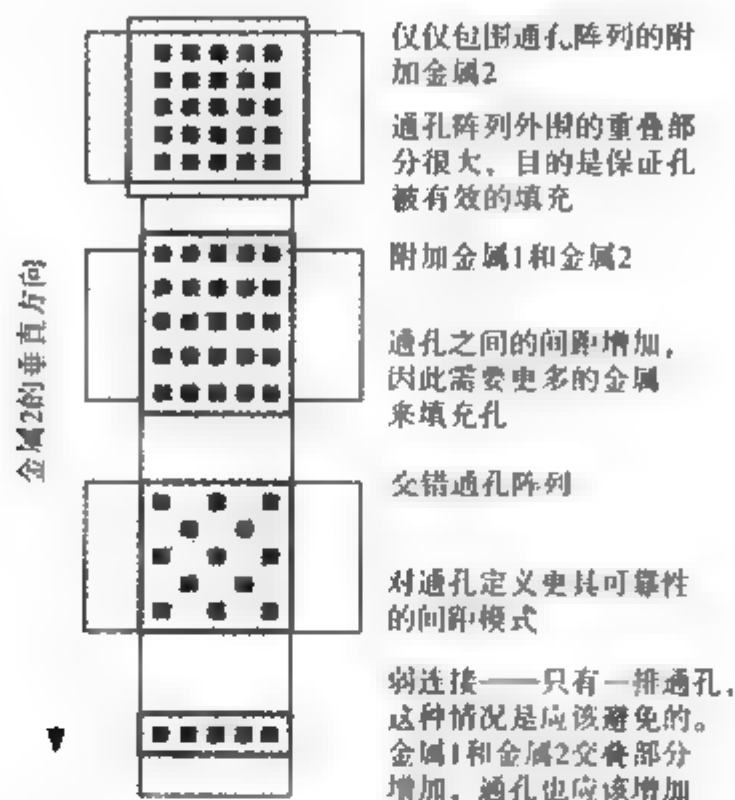 仅仅包围通孔阵列的附
加金属2
通孔阵列外围的重叠部
分很大，目的是保证孔
被有效的填充
附加金属1和金属2
通孔之间的间距增加，
因此需要更多的金属
来填充孔
交错通孔阵列
对通孔定义更具可靠性
的间距模式
弱连接——只有一排通孔，
这种情况是应该避免的。
金属1和金属2交叠部分
增加，通孔也应该增加
金属2的垂直方向